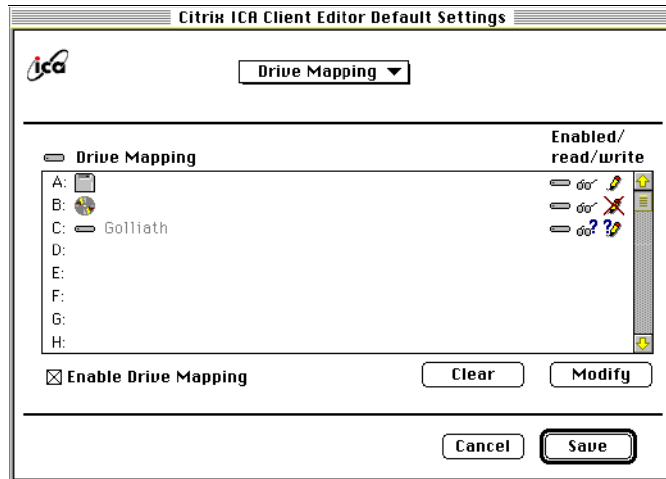 Citrix ICA Client Editor Default Settings
ica
Drive Mapping
Enabled/
read/write
Drive Mapping
A:
B:
C: Golliath
D:
E:
F:
G:
H:
Enable Drive Mapping
Clear
Modify
Cancel
Save